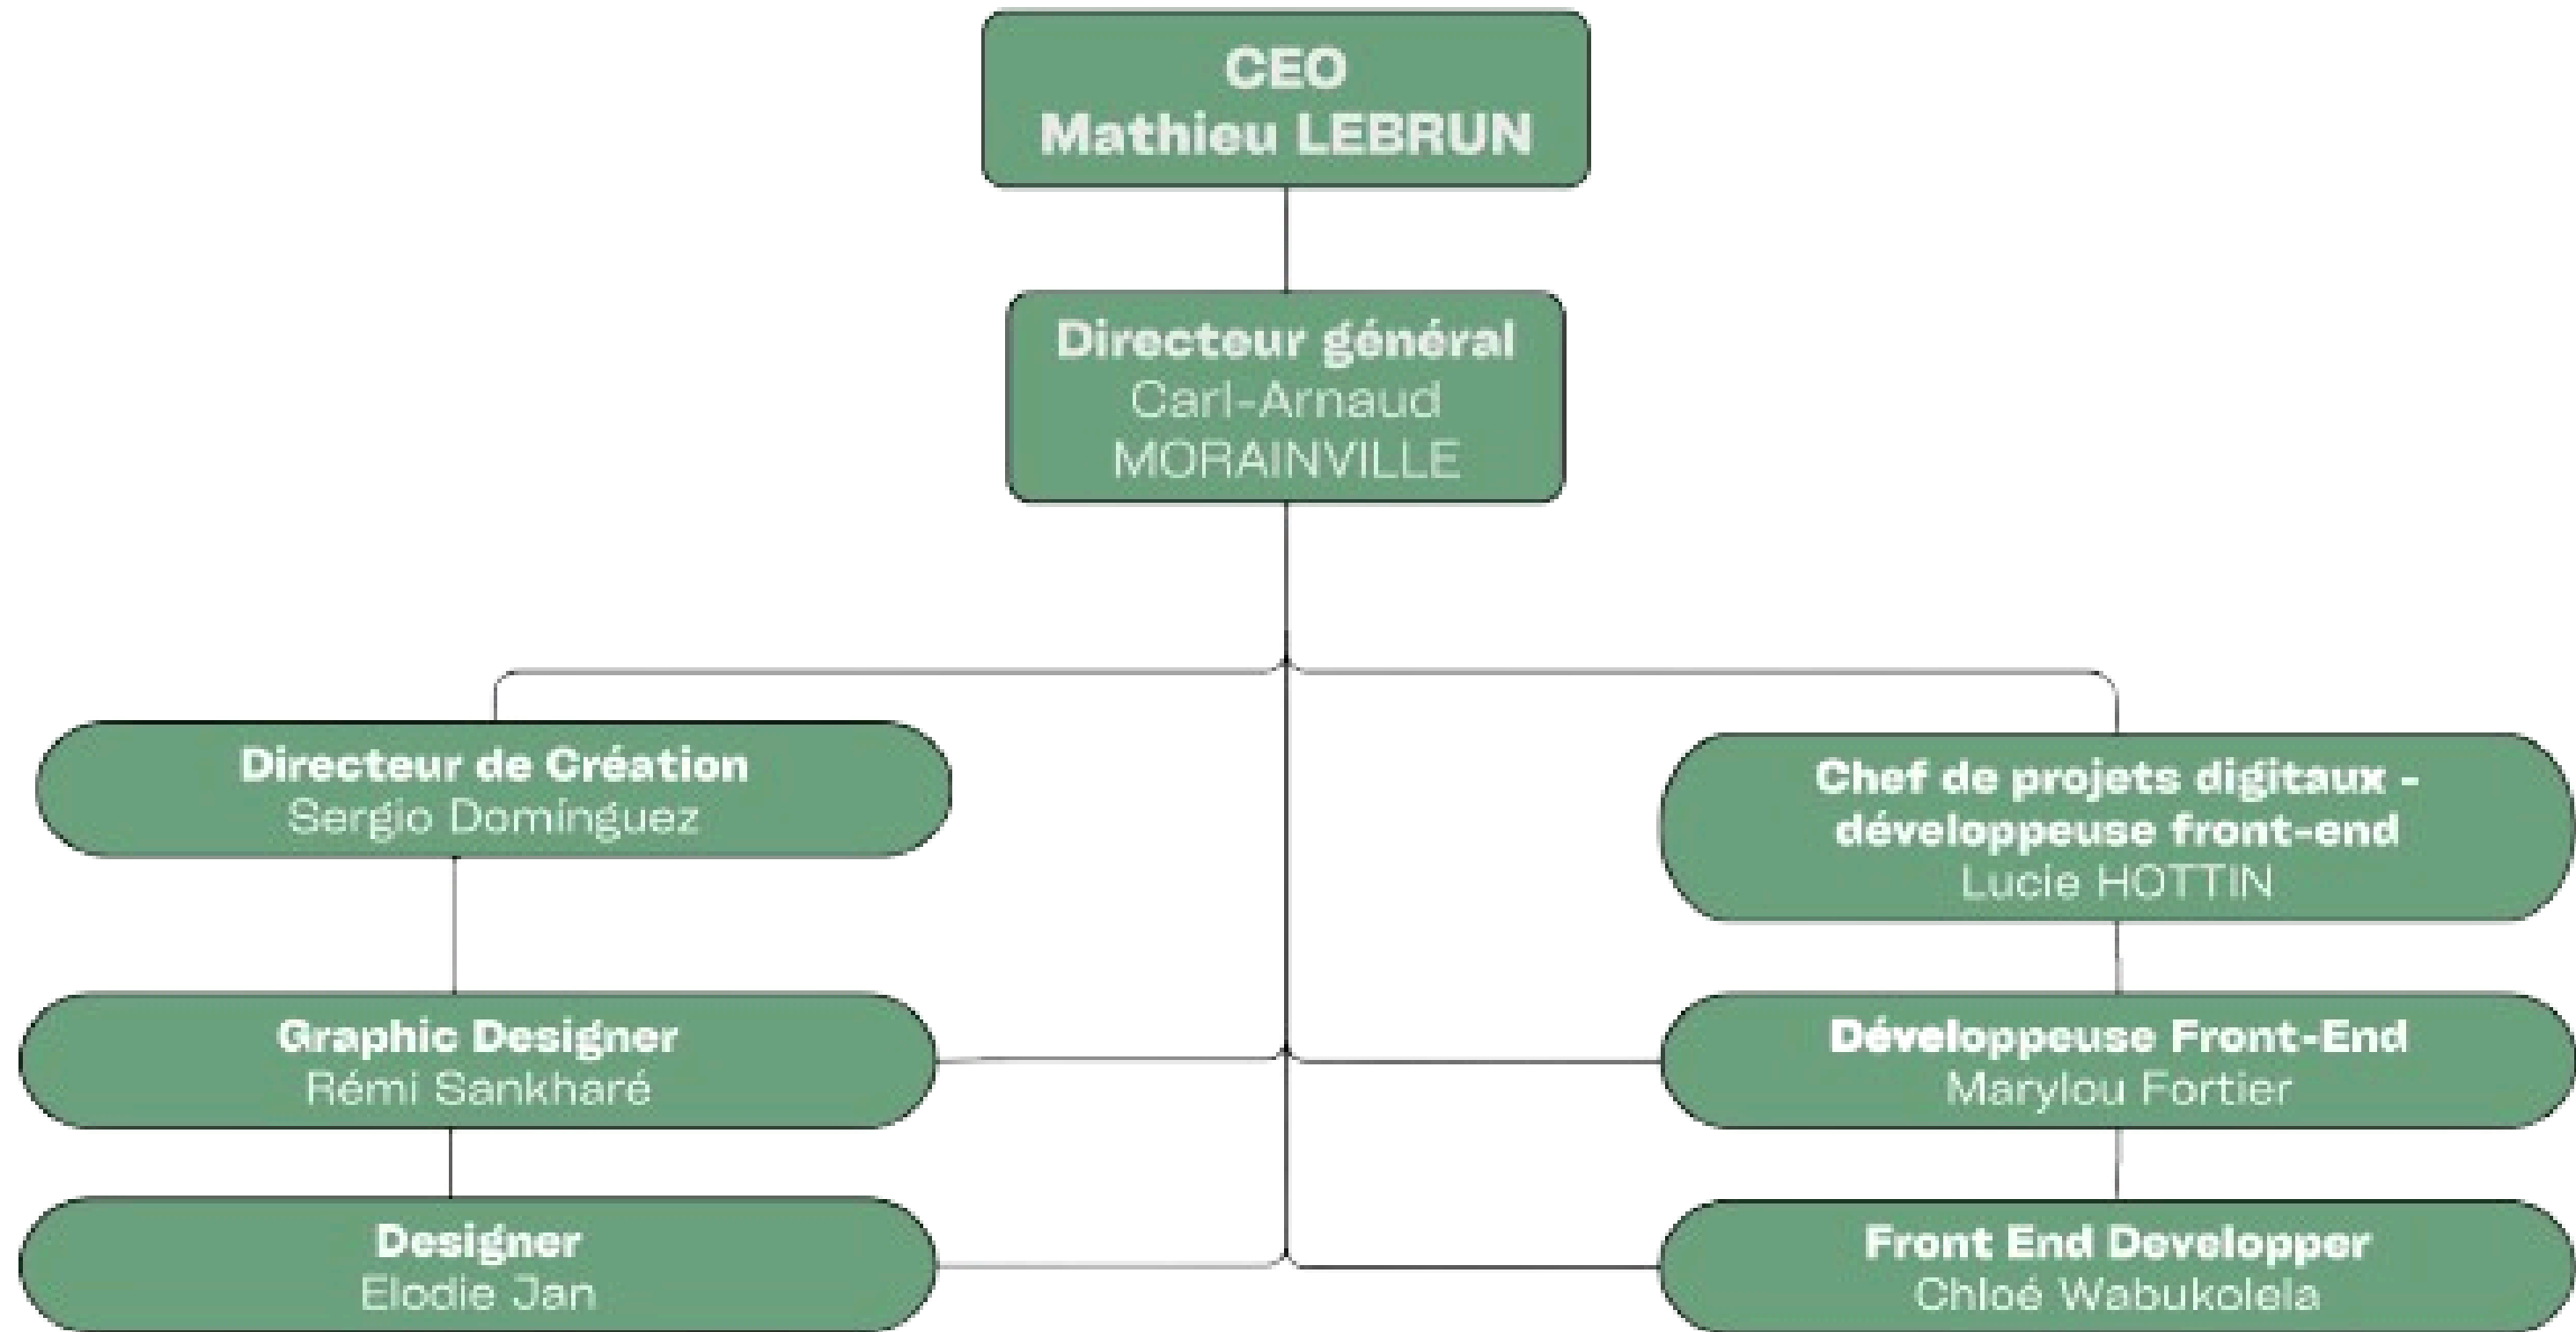 CEO
Mathieu LEBRUN
Directeur général
Carl-Arnaud
MORAINVILLE
Directeur de Création
Sergio Domínguez
Chef de projets digitaux -
développeuse front-end
Lucie HOTTIN
Graphic Designer
Rémi Sankharé
Développeuse Front-End
Marylou Fortier
Designer
Elodie Jan
Front End Developper
Chloé Wabukolela